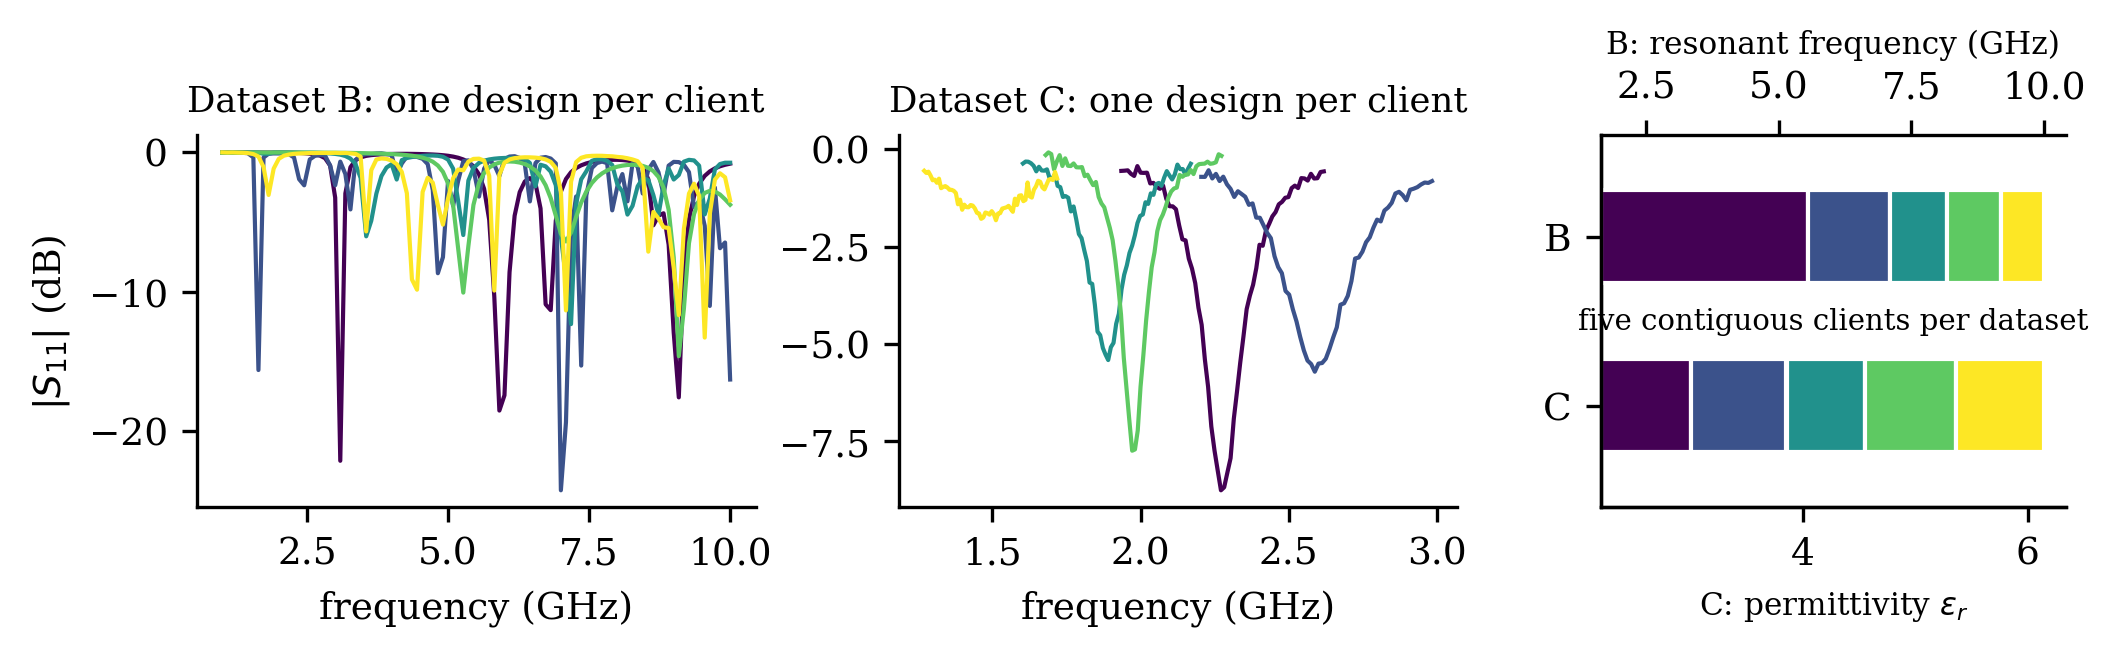 Dataset B: one design per client
0
−10
−20
|S11| (dB)
2.5 5.0 7.5 10.0
frequency (GHz)
Dataset C: one design per client
0.0
−2.5
−5.0
−7.5
1.5 2.0 2.5 3.0
frequency (GHz)
B: resonant frequency (GHz)
2.5 5.0 7.5 10.0
B
five contiguous clients per dataset
C
4 6
C: permittivity εr